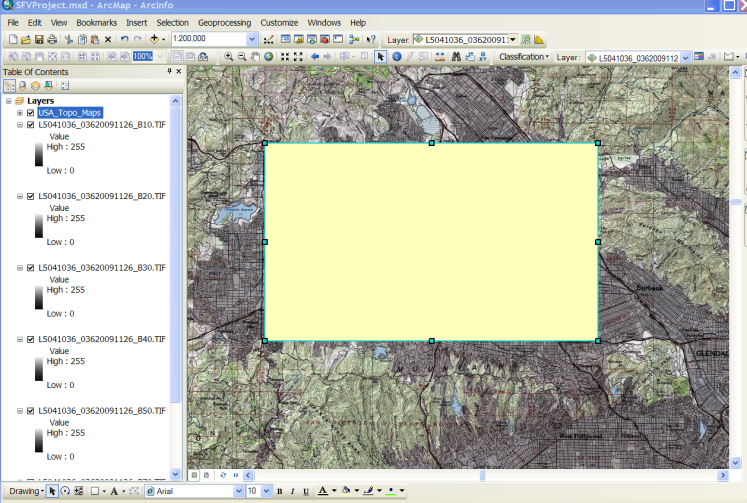 SFVProject.mxd - ArcMap - ArcInfo
File Edit View Bookmarks Insert Selection Geoprocessing Customize Windows Help
1:200,000 Layer: L5041036_03620091
100% Classification Layer: L5041036_0362009112
Table Of Contents
Layers
USA_Topo_Maps
L5041036_03620091126_B10.TIF
Value
High : 255
Low : 0
L5041036_03620091126_B20.TIF
Value
High : 255
Low : 0
L5041036_03620091126_B30.TIF
Value
High : 255
Low : 0
L5041036_03620091126_B40.TIF
Value
High : 255
Low : 0
L5041036_03620091126_B50.TIF
Value
High : 255
Low : 0
Burbank
GLENDAL
West Hollywood
Drawing A Arial 10 B I U A